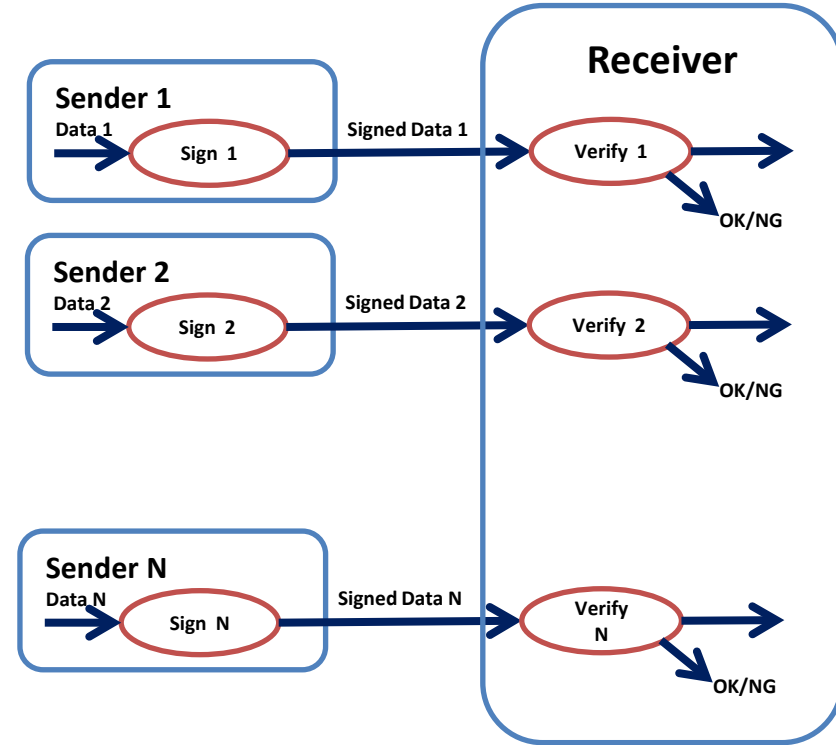 Receiver
Sender 1
Data 1
Sign 1
Signed Data 1
Verify 1
OK/NG
Sender 2
Data 2
Sign 2
Signed Data 2
Verify 2
OK/NG
Sender N
Data N
Sign N
Signed Data N
Verify
N
OK/NG